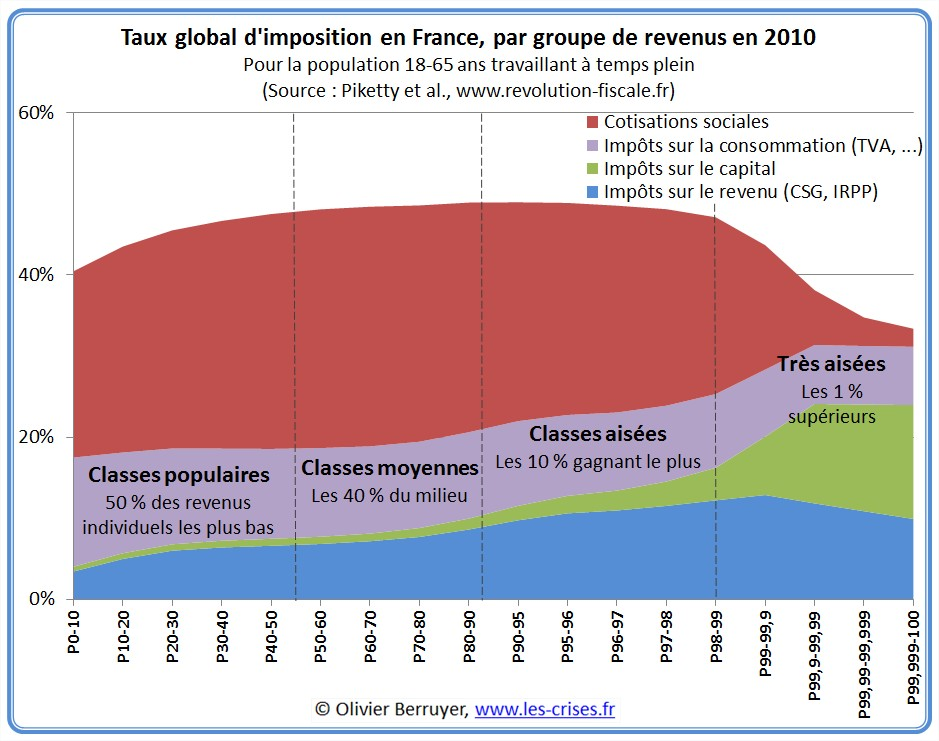 Taux global d'imposition en France, par groupe de revenus en 2010
Pour la population 18-65 ans travaillant à temps plein
(Source : Piketty et al., www.revolution-fiscale.fr)
60%
Cotisations sociales
Impôts sur la consommation (TVA, ...)
Impôts sur le capital
Impôts sur le revenu (CSG, IRPP)
40%
Très aisées
Les 1 %
supérieurs
20%
Classes aisées
Les 10 % gagnant le plus
Classes moyennes
Les 40 % du milieu
Classes populaires
50 % des revenus
individuels les plus bas
0%
P0-10
P10-20
P20-30
P30-40
P40-50
P50-60
P60-70
P70-80
P80-90
P90-95
P95-96
P96-97
P97-98
P98-99
P99-99,9
P99,9-99,99
P99,99-99,999
P99,999-100
© Olivier Berruyer, www.les-crises.fr